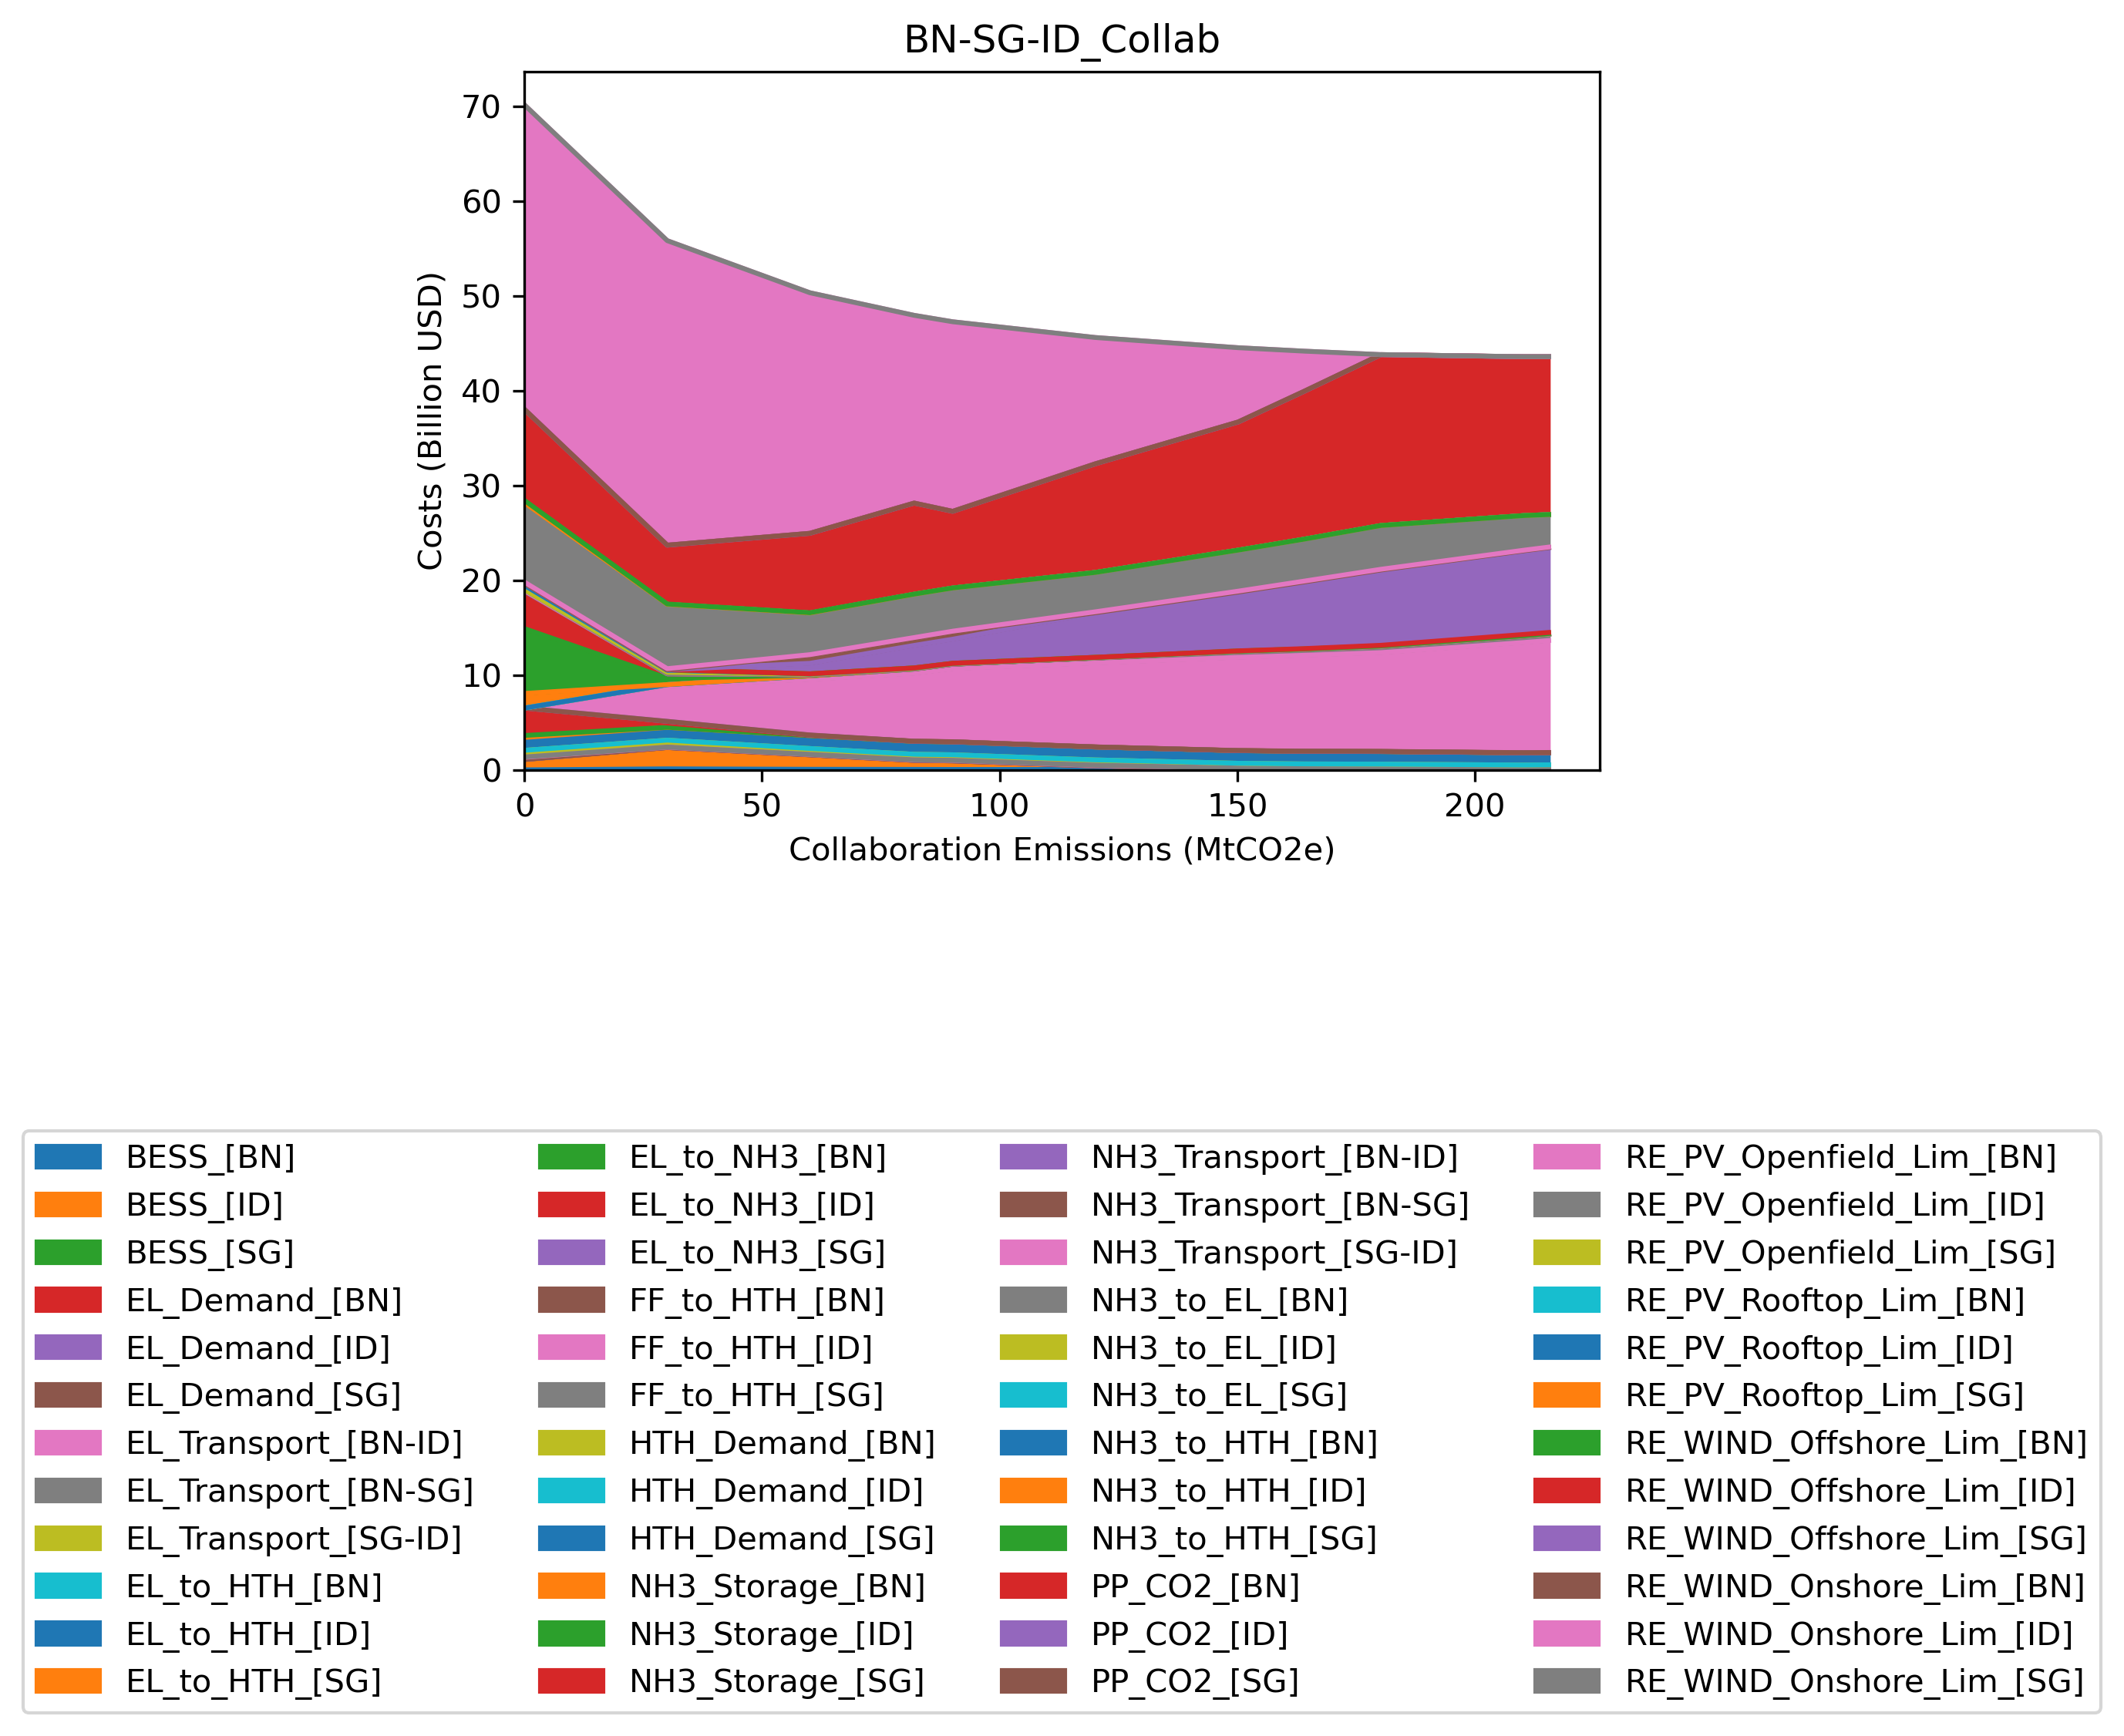 BN-SG-ID_Collab
Costs (Billion USD)
70
60
50
40
30
20
10
0
0 50 100 150 200
Collaboration Emissions (MtCO2e)
BESS_[BN]
BESS_[ID]
BESS_[SG]
EL_Demand_[BN]
EL_Demand_[ID]
EL_Demand_[SG]
EL_Transport_[BN-ID]
EL_Transport_[BN-SG]
EL_Transport_[SG-ID]
EL_to_HTH_[BN]
EL_to_HTH_[ID]
EL_to_HTH_[SG]
EL_to_NH3_[BN]
EL_to_NH3_[ID]
EL_to_NH3_[SG]
FF_to_HTH_[BN]
FF_to_HTH_[ID]
FF_to_HTH_[SG]
HTH_Demand_[BN]
HTH_Demand_[ID]
HTH_Demand_[SG]
NH3_Storage_[BN]
NH3_Storage_[ID]
NH3_Storage_[SG]
NH3_Transport_[BN-ID]
NH3_Transport_[BN-SG]
NH3_Transport_[SG-ID]
NH3_to_EL_[BN]
NH3_to_EL_[ID]
NH3_to_EL_[SG]
NH3_to_HTH_[BN]
NH3_to_HTH_[ID]
NH3_to_HTH_[SG]
PP_CO2_[BN]
PP_CO2_[ID]
PP_CO2_[SG]
RE_PV_Openfield_Lim_[BN]
RE_PV_Openfield_Lim_[ID]
RE_PV_Openfield_Lim_[SG]
RE_PV_Rooftop_Lim_[BN]
RE_PV_Rooftop_Lim_[ID]
RE_PV_Rooftop_Lim_[SG]
RE_WIND_Offshore_Lim_[BN]
RE_WIND_Offshore_Lim_[ID]
RE_WIND_Offshore_Lim_[SG]
RE_WIND_Onshore_Lim_[BN]
RE_WIND_Onshore_Lim_[ID]
RE_WIND_Onshore_Lim_[SG]